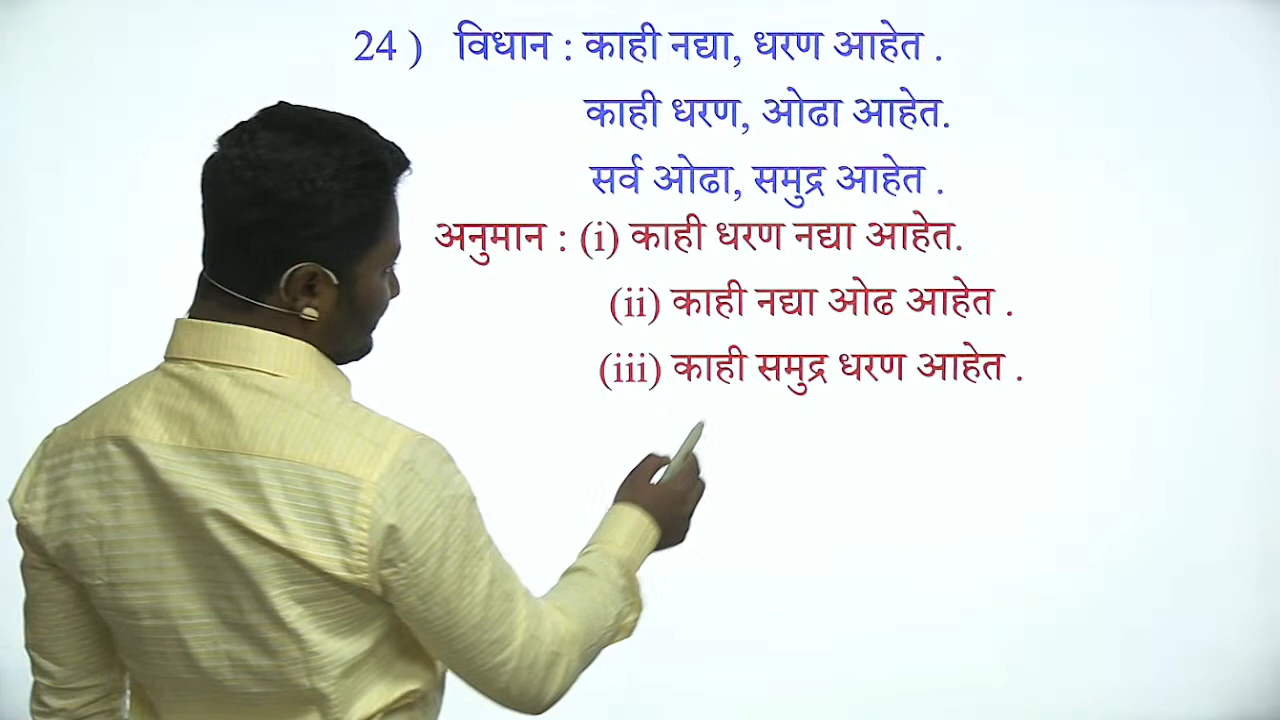 24 ) विधान : काही नद्या, धरण आहेत .
काही धरण, ओढा आहेत.
सर्व ओढा, समुद्र आहेत .
अनुमान : (i) काही धरण नद्या आहेत.
(ii) काही नद्या ओढ आहेत .
(iii) काही समुद्र धरण आहेत .